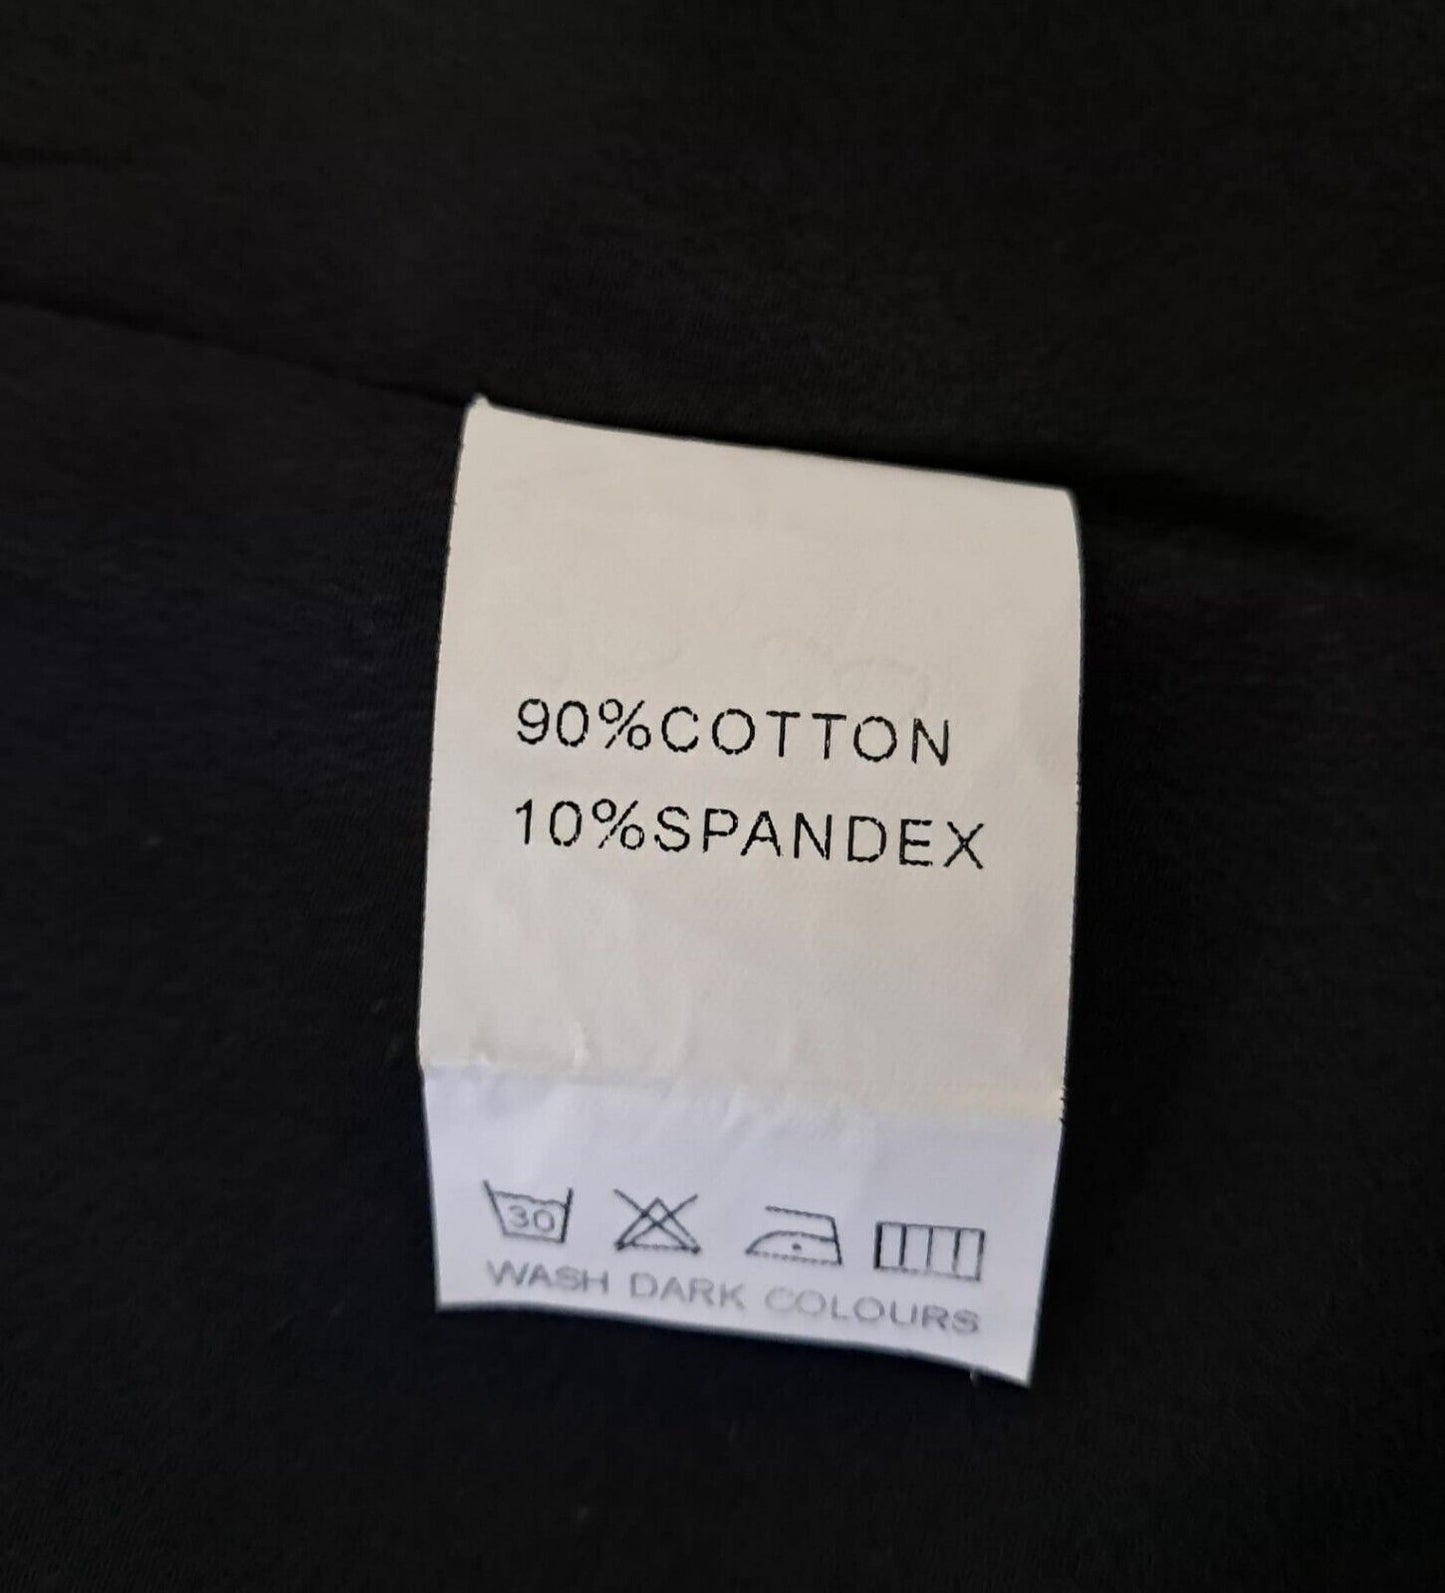 90%COTTON
10%SPANDEX
30
WASH DARK COLOURS